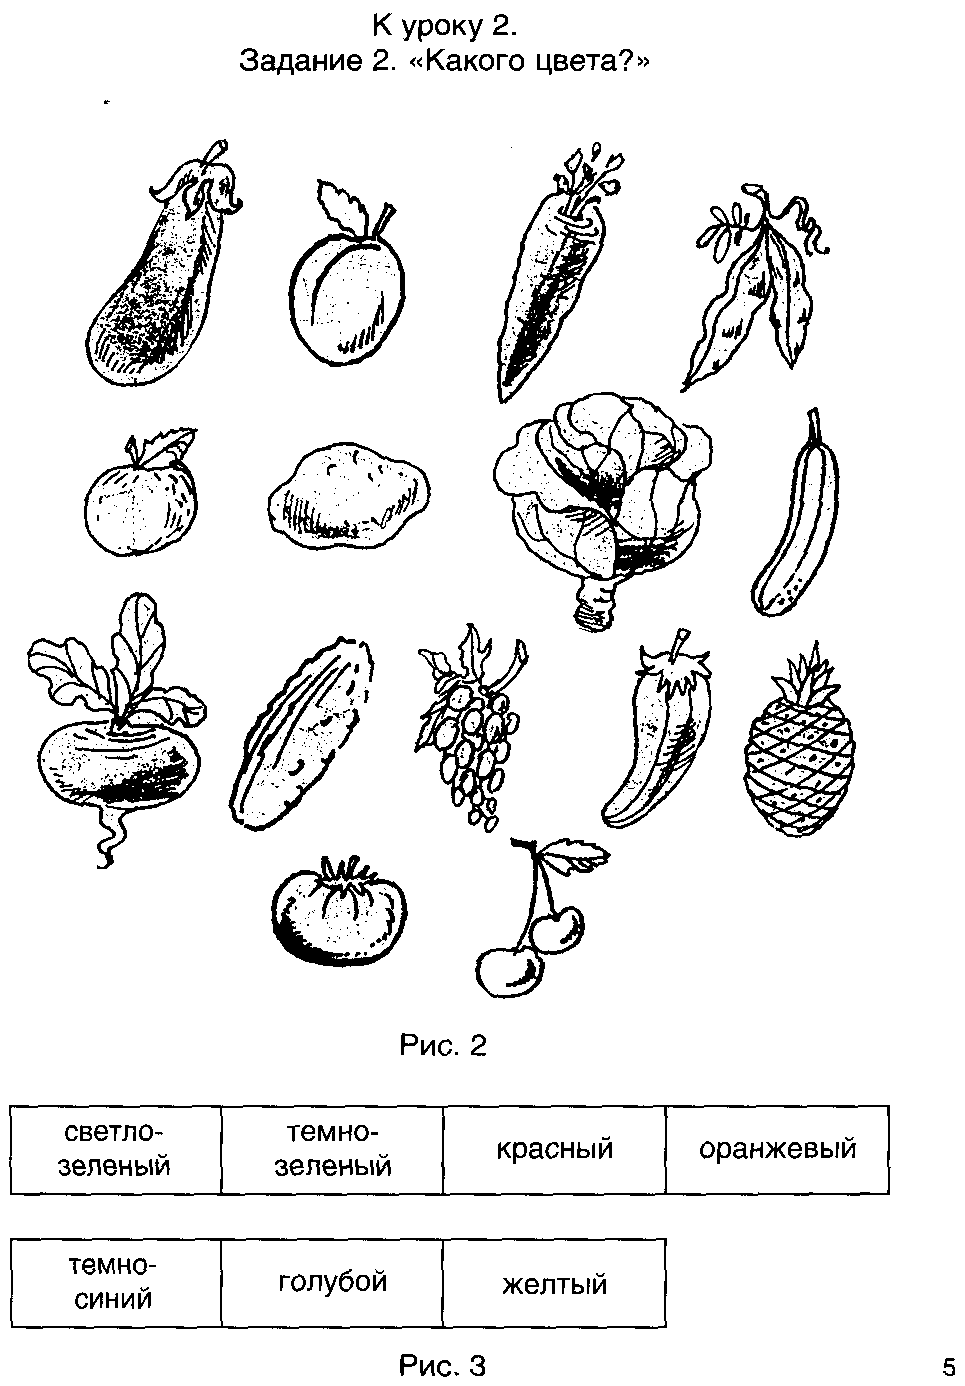 К уроку 2.
Задание 2. «Какого цвета?»
Рис. 2
светло-
зеленый
темно-
зеленый
красный
оранжевый
темно-
синий
голубой
желтый
Рис. 3
5